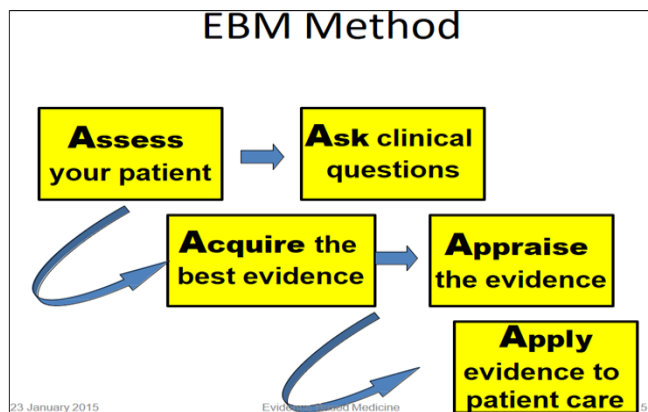 EBM Method
Assess
your patient
Ask clinical
questions
Acquire the
best evidence
Appraise
the evidence
Apply
evidence to
patient care
23 January 2015
Medicine
5